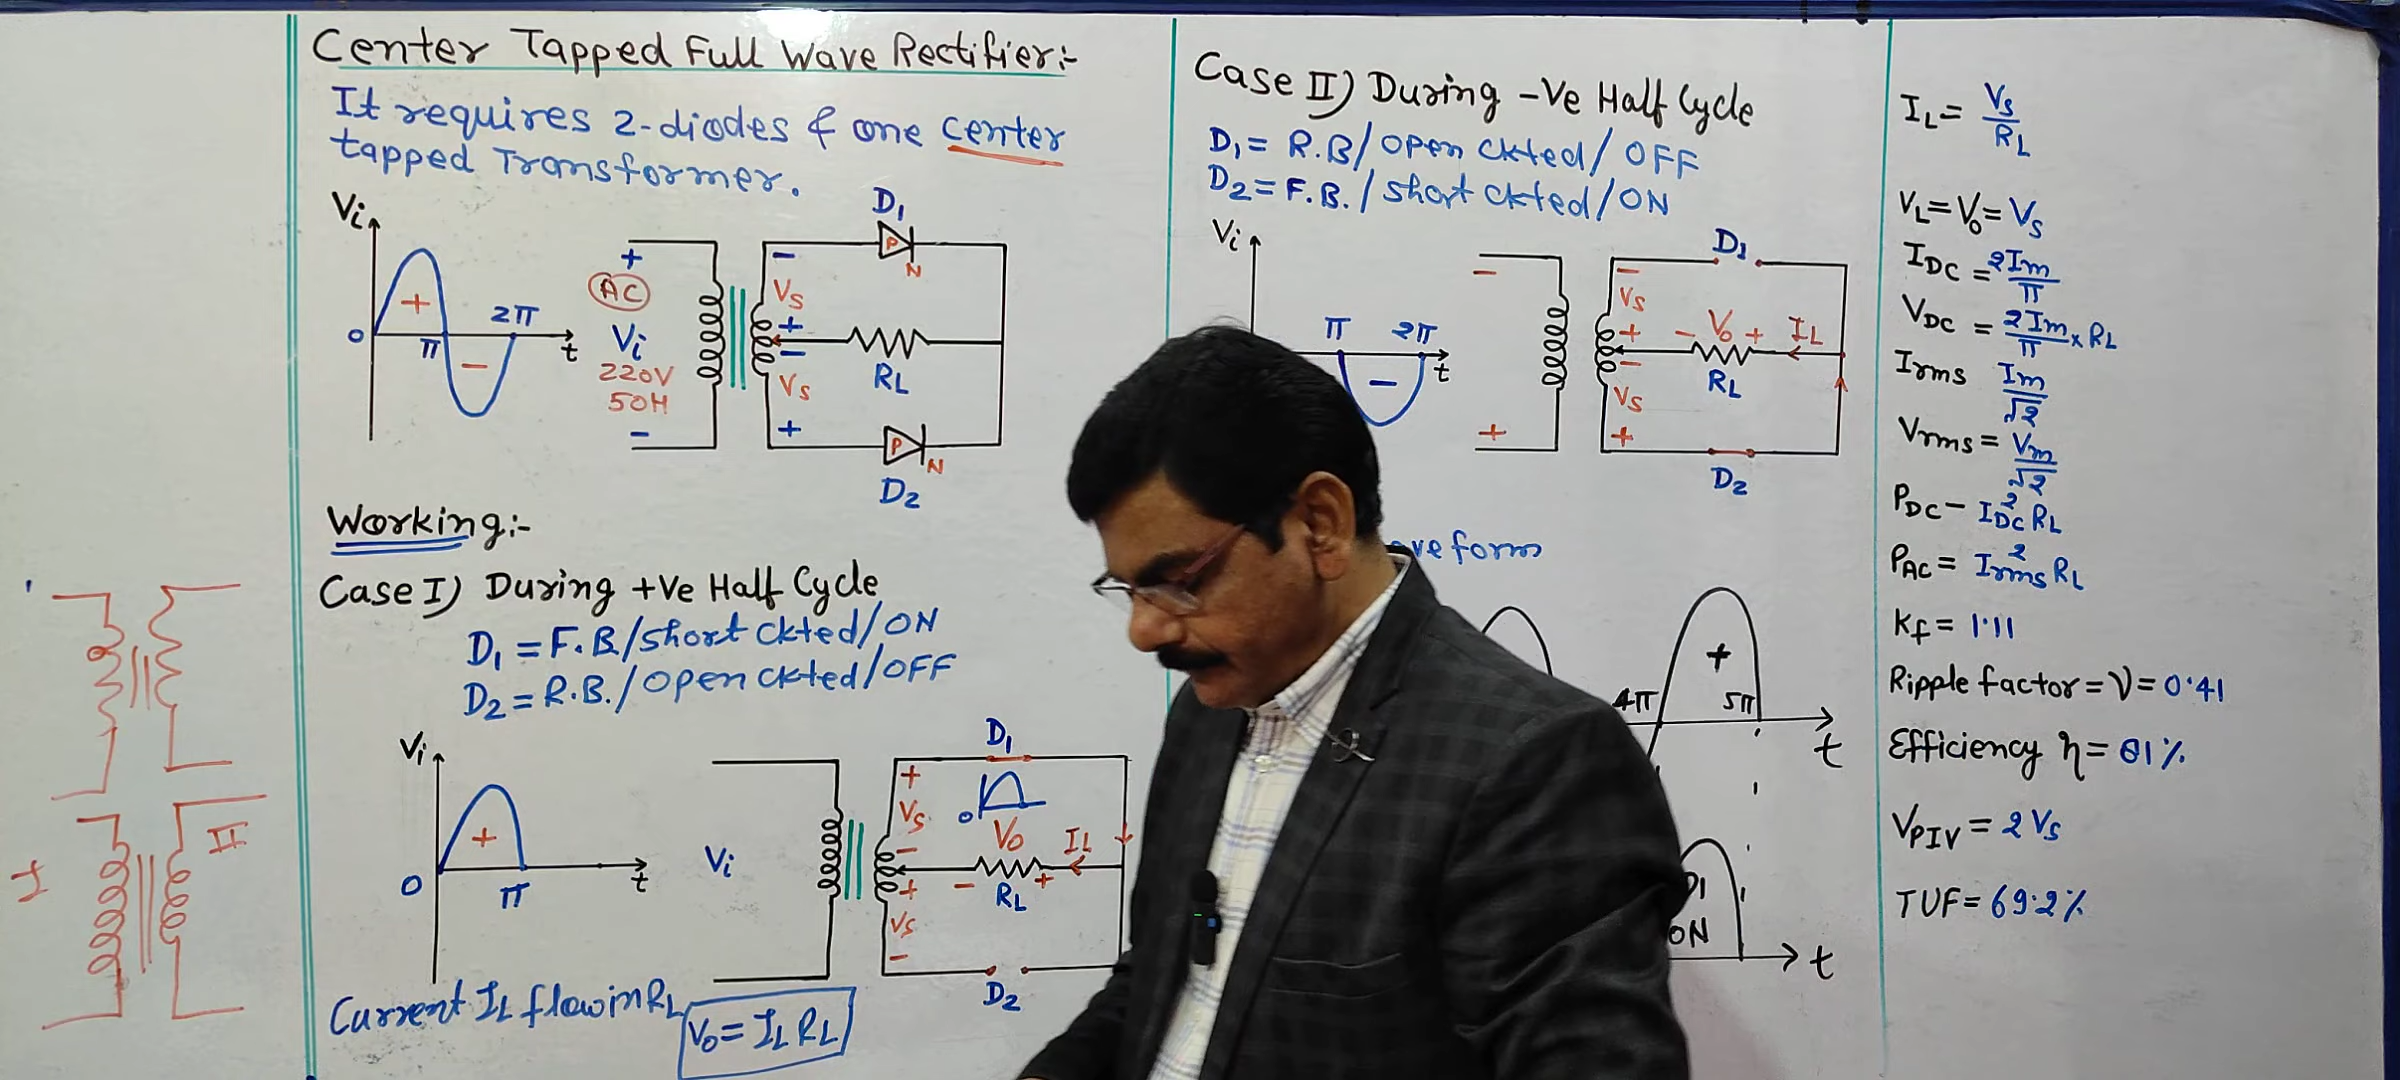 Center Tapped Full Wave Rectifier:-
It requires 2-diodes & one center
tapped Transformer.
Vi
+
-
0
π
2π
t
+
AC
Vi
220V
50H
-
-
Vs
+
-
Vs
+
D1
P
N
RL
P
N
D2
Working:-
Case I) During +Ve Half Cycle
D1 = F.B/short ckted/ON
D2 = R.B./open ckted/OFF
Vi
+
0
π
t
Vi
+
Vs
-
+
Vs
-
D1
0
Vo
IL
-
+
RL
D2
Current IL flow in RL
Vo = IL RL
I
II
Case II) During -Ve Half Cycle
D1 = R.B/open ckted/OFF
D2 = F.B./short ckted/ON
Vi
π
2π
-
t
-
+
-
Vs
+
-
Vs
+
D1
- Vo +
IL
RL
D2
4π
+
5π
t
ON
t
IL = Vs/RL
VL = Vo = Vs
IDC = 2Im/π
VDC = 2Im/π x RL
Irms Im/√2
Vrms = Vm/√2
PDC - I²DC RL
PAC = I²rms RL
Kf = 1.11
Ripple factor = ν = 0.41
Efficiency η = 81%
VPIV = 2 Vs
TUF = 69.2%